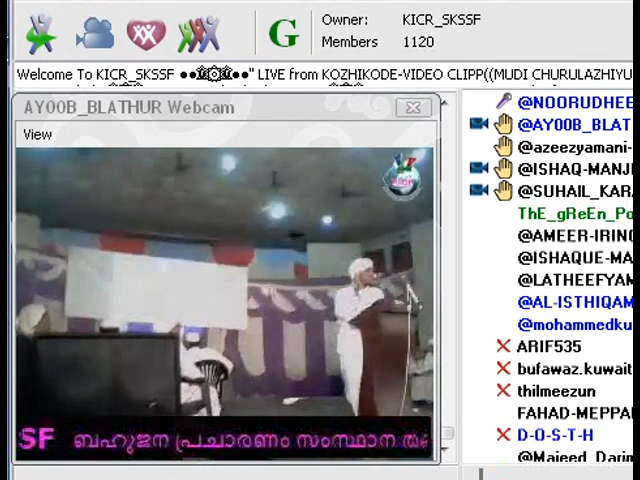 G
Owner: KICR_SKSSF
Members 1120
Welcome To KICR_SKSSF ●●۞●●" LIVE from KOZHIKODE-VIDEO CLIPP((MUDI CHURULAZHIYU
AYOOB_BLATHUR Webcam
View
SF ബഹുജന പ്രചാരണം സംസ്ഥാന
@NOORUDHEE
@AYOOB_BLAT
@azeezyamani-
@ISHAQ-MANJ
@SUHAIL_KAR
ThE_gReEn_Po
@AMEER-IRING
@ISHAQUE-MA
@LATHEEFYAM
@AL-ISTHIQAM
@mohammedku
ARIF535
bufawaz.kuwait
thilmeezun
FAHAD-MEPPA
D-O-S-T-H
@Majeed_Darim